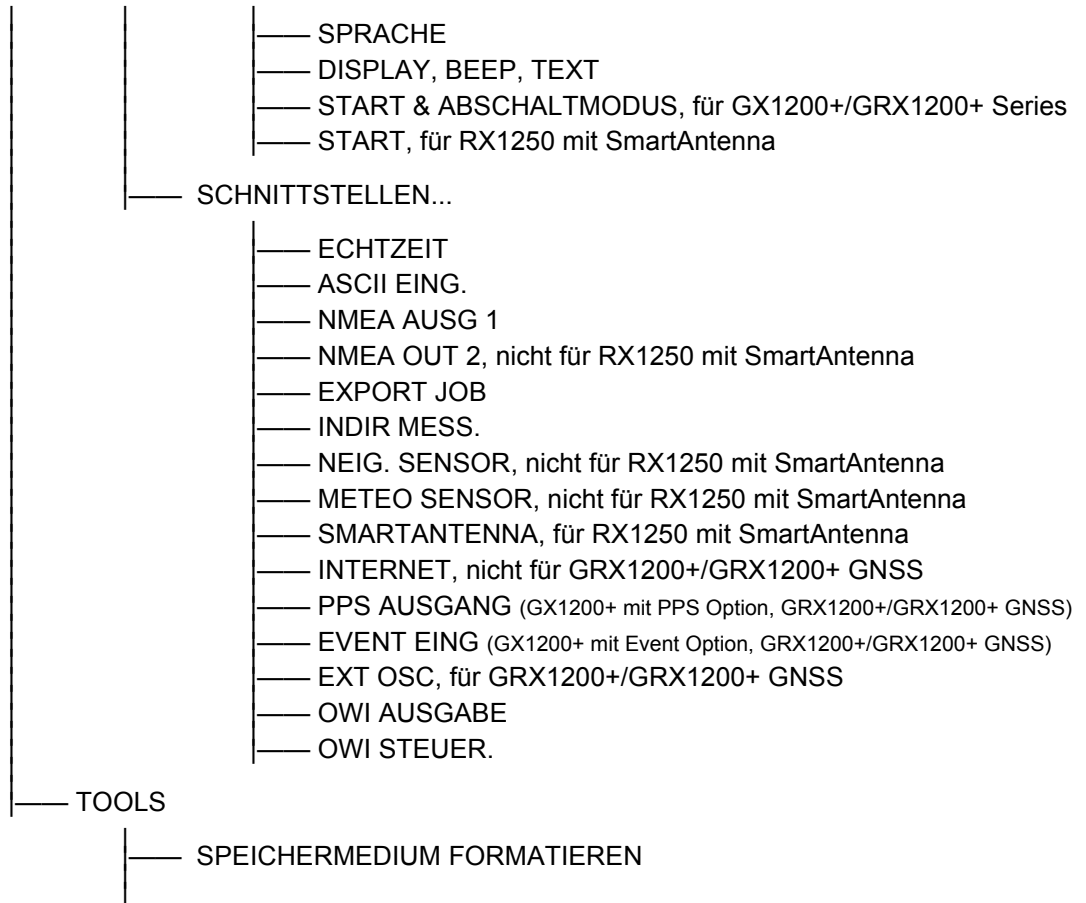 SPRACHE
DISPLAY, BEEP, TEXT
START & ABSCHALTMODUS, für GX1200+/GRX1200+ Series
START, für RX1250 mit SmartAntenna
SCHNITTSTELLEN...
ECHTZEIT
ASCII EING.
NMEA AUSG 1
NMEA OUT 2, nicht für RX1250 mit SmartAntenna
EXPORT JOB
INDIR MESS.
NEIG. SENSOR, nicht für RX1250 mit SmartAntenna
METEO SENSOR, nicht für RX1250 mit SmartAntenna
SMARTANTENNA, für RX1250 mit SmartAntenna
INTERNET, nicht für GRX1200+/GRX1200+ GNSS
PPS AUSGANG (GX1200+ mit PPS Option, GRX1200+/GRX1200+ GNSS)
EVENT EING (GX1200+ mit Event Option, GRX1200+/GRX1200+ GNSS)
EXT OSC, für GRX1200+/GRX1200+ GNSS
OWI AUSGABE
OWI STEUER.
TOOLS
SPEICHERMEDIUM FORMATIEREN